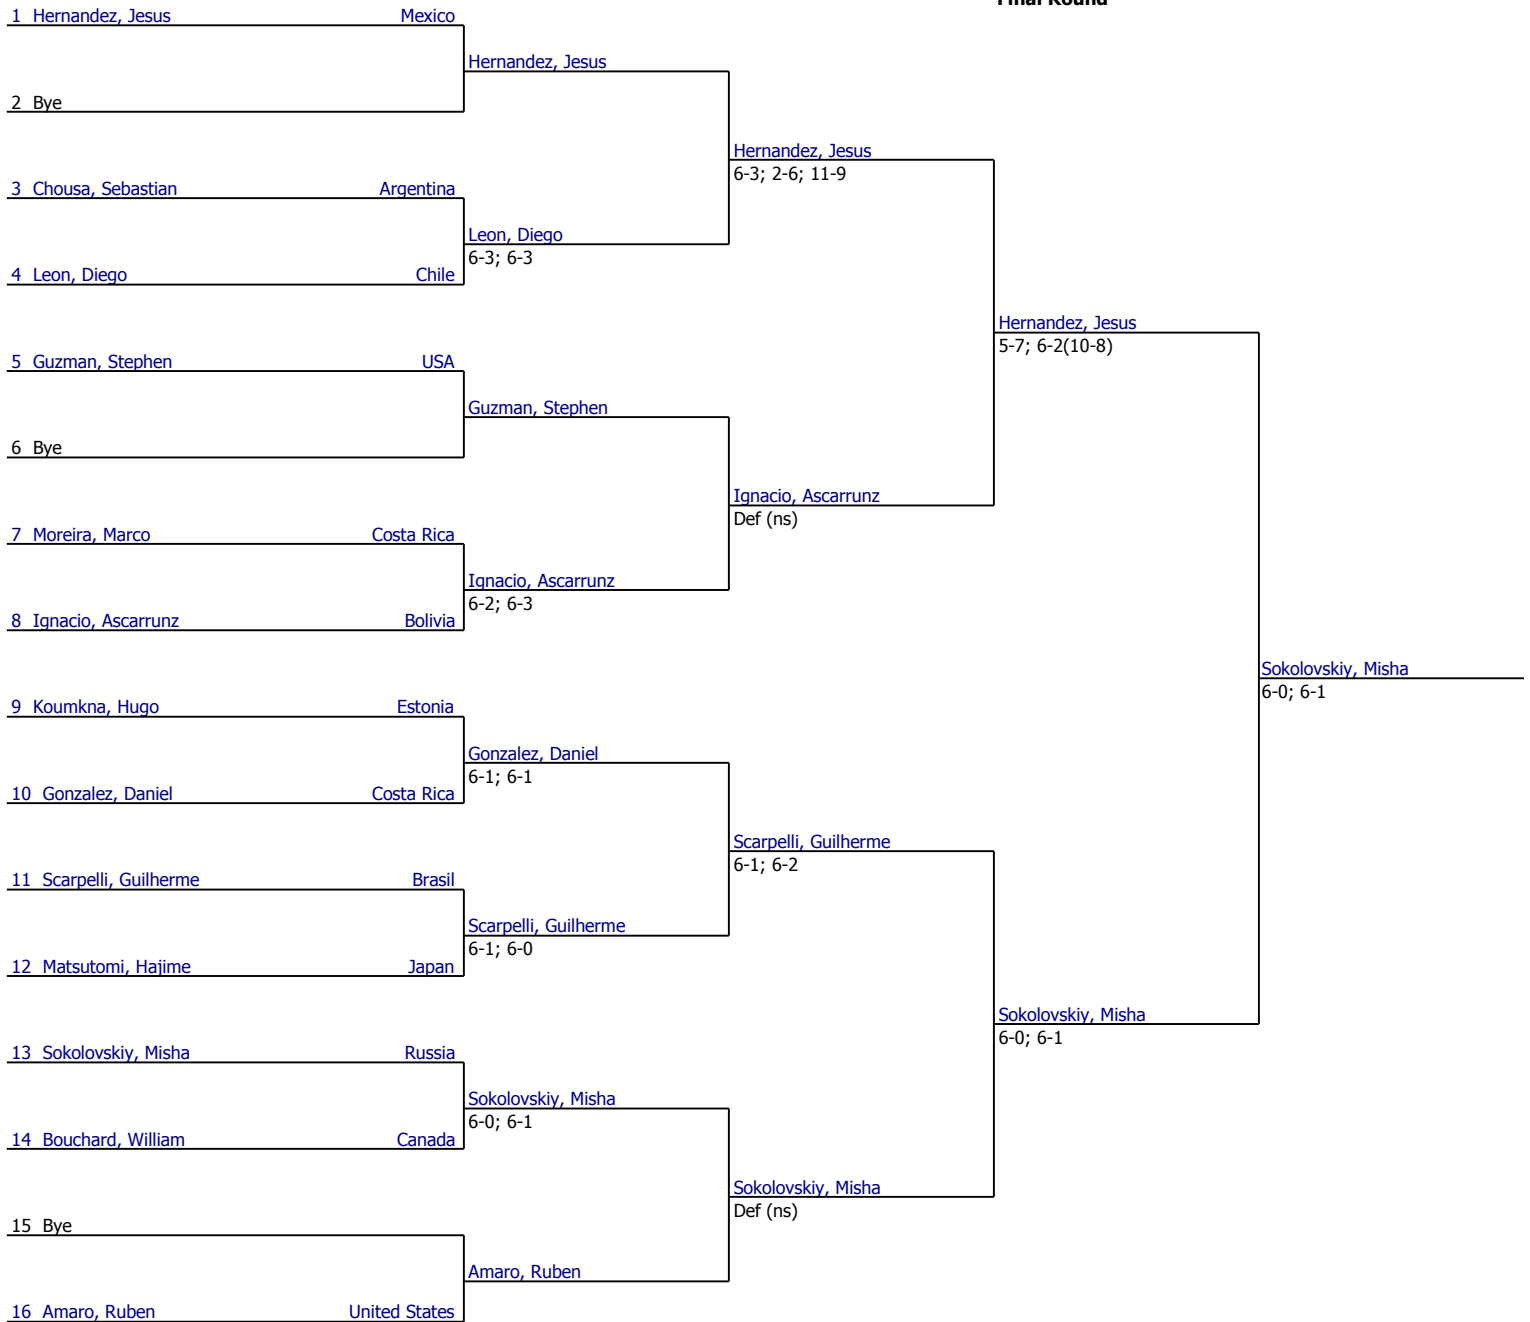 Final Round
1 Hernandez, Jesus Mexico
Hernandez, Jesus
2 Bye
Hernandez, Jesus
6-3; 2-6; 11-9
3 Chousa, Sebastian Argentina
Leon, Diego
6-3; 6-3
4 Leon, Diego Chile
Hernandez, Jesus
5-7; 6-2(10-8)
5 Guzman, Stephen USA
Guzman, Stephen
6 Bye
Ignacio, Ascarrunz
Def (ns)
7 Moreira, Marco Costa Rica
Ignacio, Ascarrunz
6-2; 6-3
8 Ignacio, Ascarrunz Bolivia
Sokolovskiy, Misha
6-0; 6-1
9 Koumkna, Hugo Estonia
Gonzalez, Daniel
6-1; 6-1
10 Gonzalez, Daniel Costa Rica
Scarpelli, Guilherme
6-1; 6-2
11 Scarpelli, Guilherme Brasil
Scarpelli, Guilherme
6-1; 6-0
12 Matsutomi, Hajime Japan
Sokolovskiy, Misha
6-0; 6-1
13 Sokolovskiy, Misha Russia
Sokolovskiy, Misha
6-0; 6-1
14 Bouchard, William Canada
Sokolovskiy, Misha
Def (ns)
15 Bye
Amaro, Ruben
16 Amaro, Ruben United States